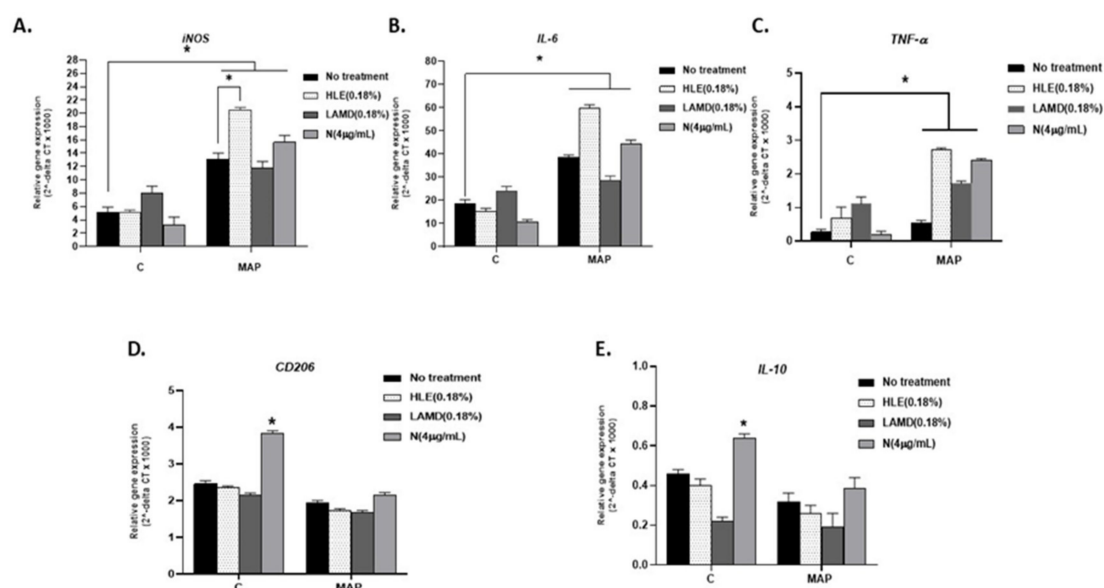 A.
iNOS
*
*
Relative gene expression
(2^-delta CT x 1000)
28
26
24
22
20
18
16
14
12
10
8
6
4
2
0
C
MAP
No treatment
HLE(0.18%)
LAMD(0.18%)
N(4µg/mL)
B.
IL-6
*
Relative gene expression
(2^-delta CT x 1000)
80
60
40
30
20
10
0
C
MAP
No treatment
HLE(0.18%)
LAMD(0.18%)
N(4µg/mL)
C.
TNF-α
*
Relative gene expression
(2^-delta CT x 1000)
5
4
3
2
1
0
C
MAP
No treatment
HLE(0.18%)
LAMD(0.18%)
N(4µg/mL)
D.
CD206
*
Relative gene expression
(2^-delta CT x 1000)
5
4
3
2
1
0
C
MAP
No treatment
HLE(0.18%)
LAMD(0.18%)
N(4µg/mL)
E.
IL-10
*
Relative gene expression
(2^-delta CT x 1000)
1.0
0.8
0.6
0.4
0.2
0.0
C
MAP
No treatment
HLE(0.18%)
LAMD(0.18%)
N(4µg/mL)